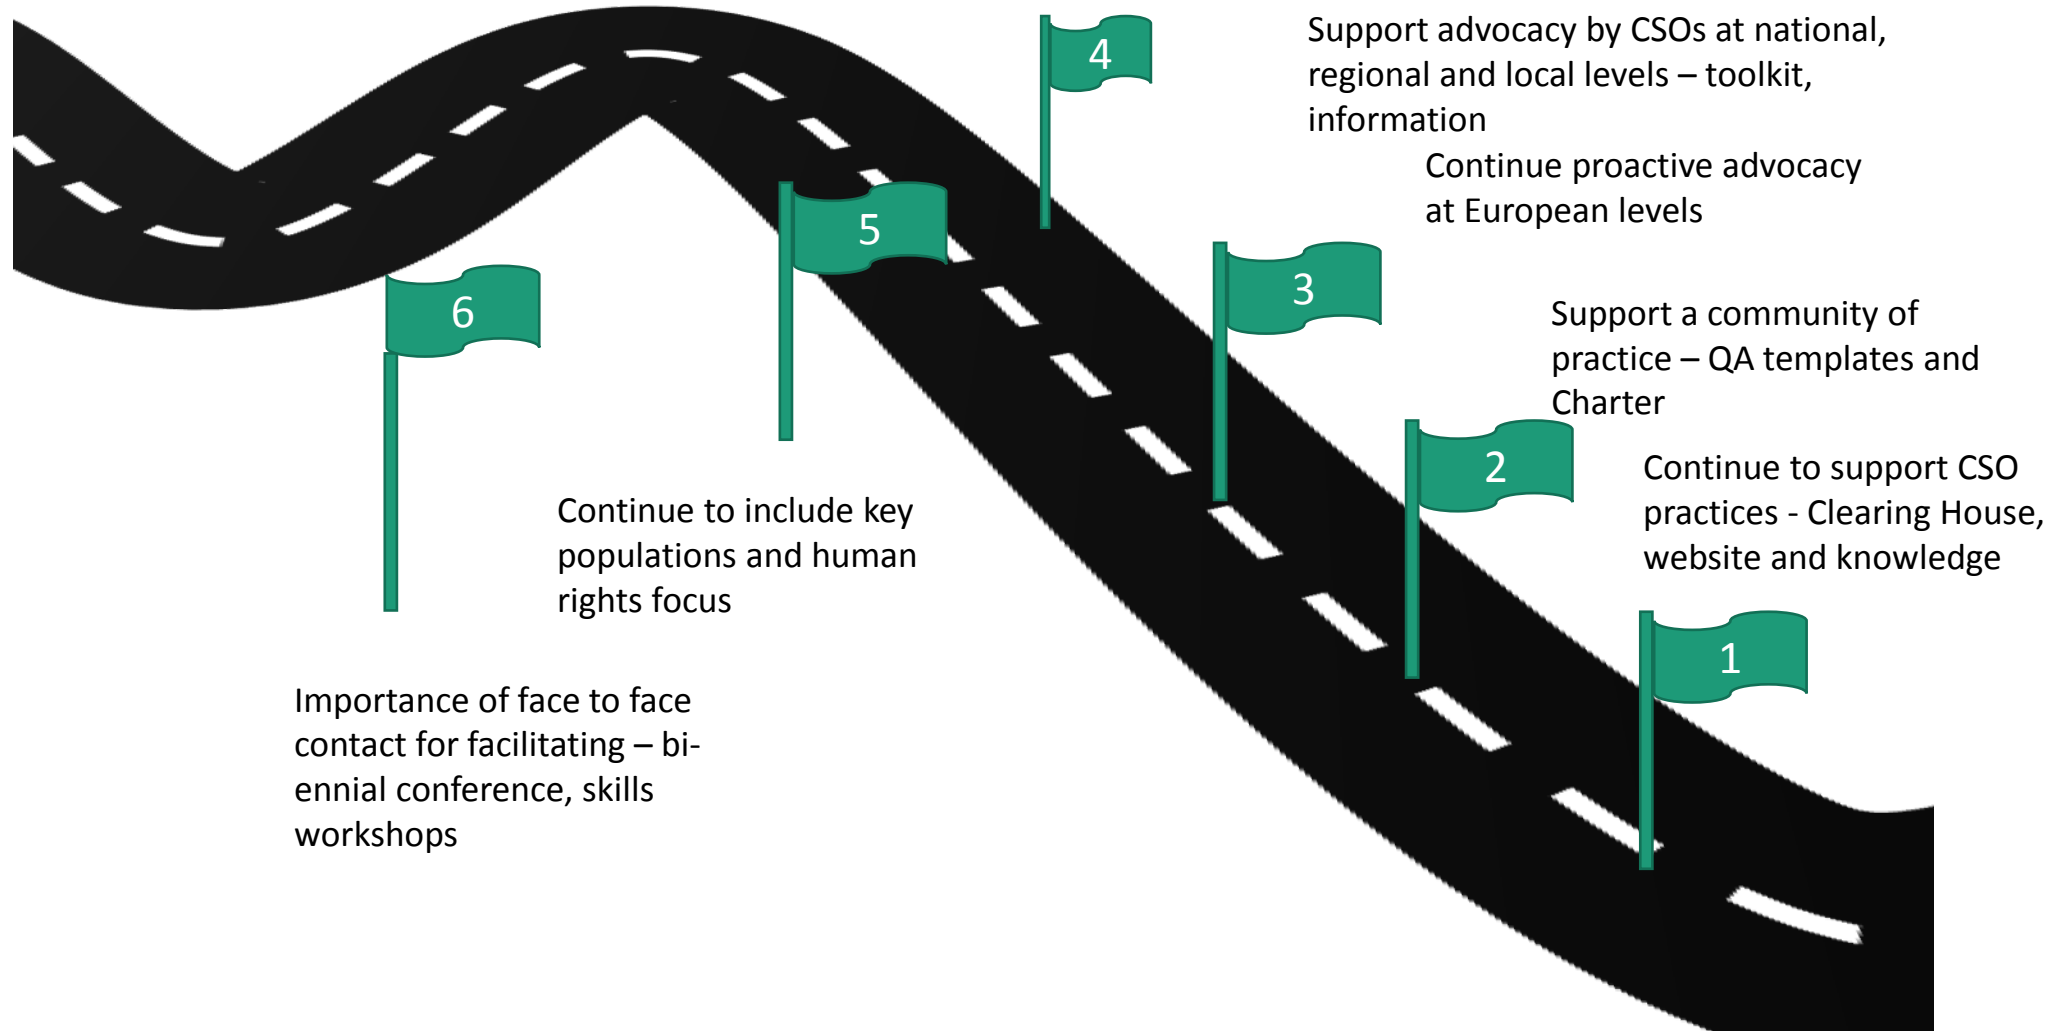 4
Support advocacy by CSOs at national,
regional and local levels – toolkit,
information
Continue proactive advocacy
at European levels
5
3
6
Support a community of
practice – QA templates and
Charter
2
Continue to support CSO
practices - Clearing House,
website and knowledge
Continue to include key
populations and human
rights focus
1
Importance of face to face
contact for facilitating – bi-
ennial conference, skills
workshops